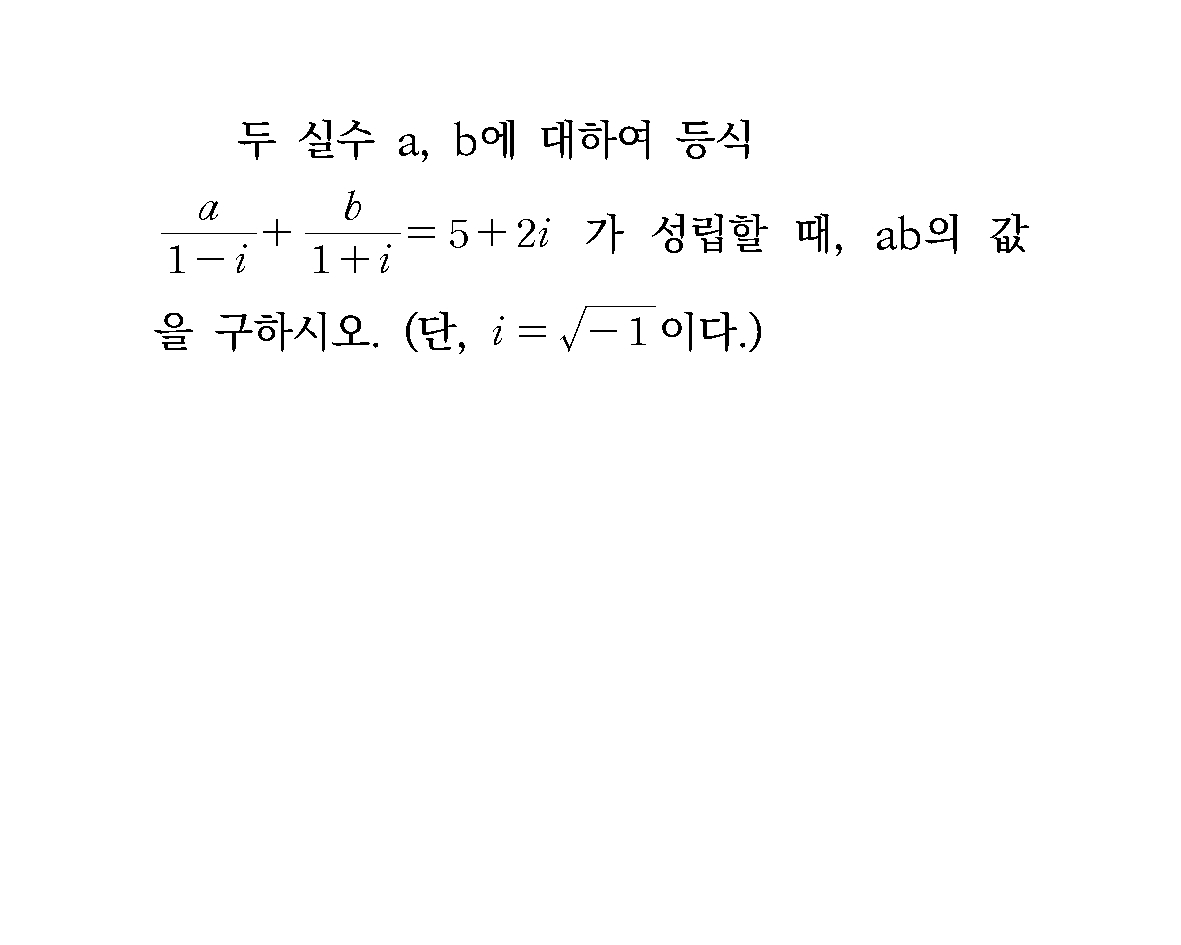 두 실수 a, b에 대하여 등식
\frac{a}{1-i}+\frac{b}{1+i}=5+2i 가 성립할 때, ab의 값
을 구하시오. (단, i=\sqrt{-1}이다.)